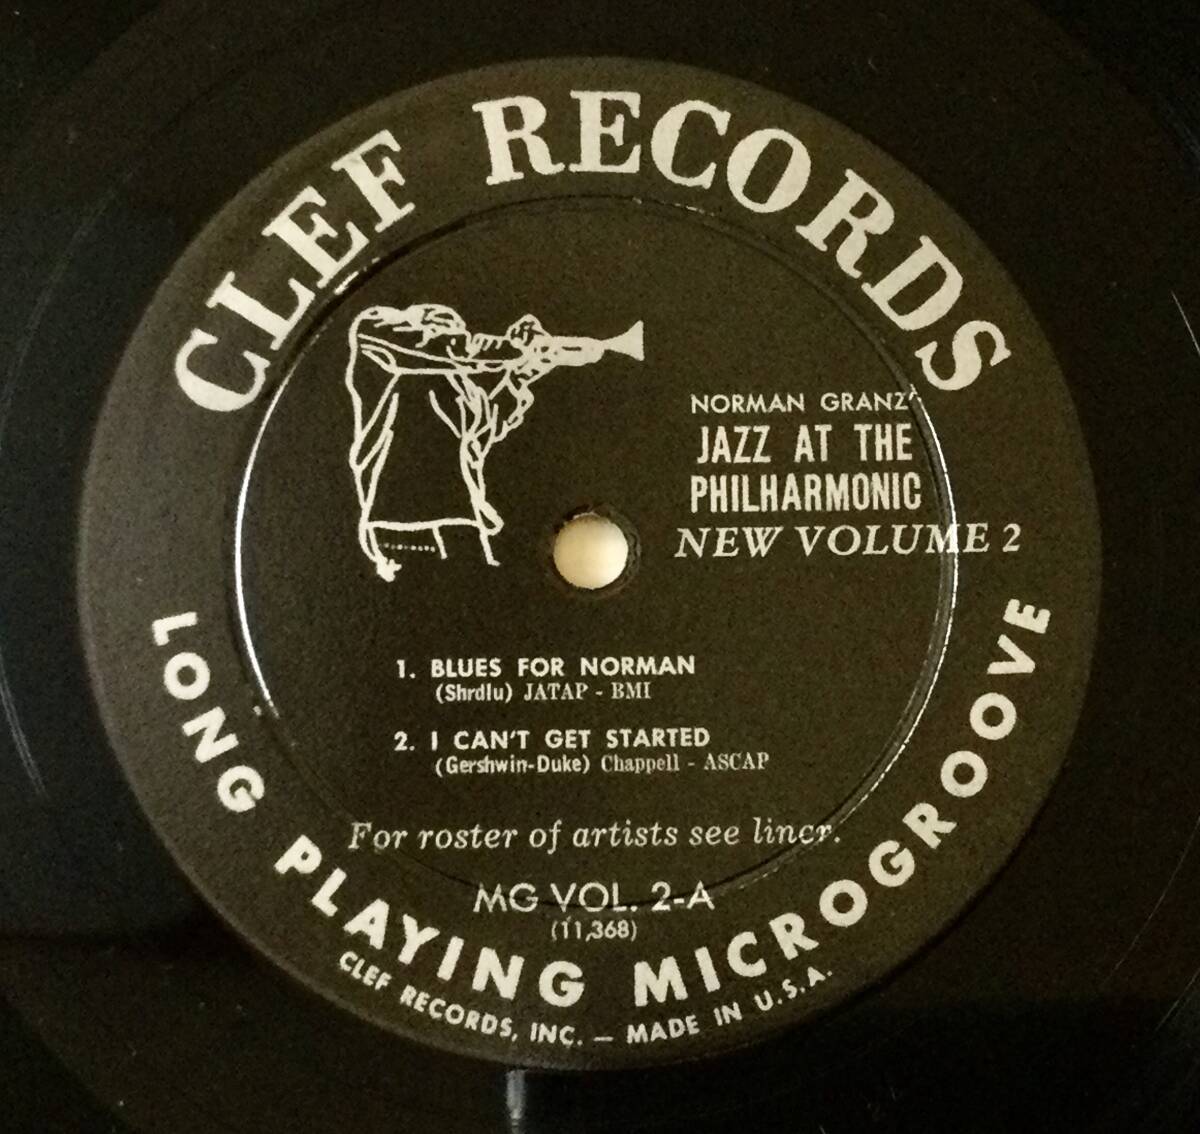 CLEF RECORDS
NORMAN GRANZ'
JAZZ AT THE
PHILHARMONIC
NEW VOLUME 2
1. BLUES FOR NORMAN
(Shrdlu) JATAP - BMI
2. I CAN'T GET STARTED
(Gershwin-Duke) Chappell - ASCAP
For roster of artists see liner.
MG VOL. 2-A
(11,368)
LONG PLAYING MICROGROOVE
CLEF RECORDS, INC. — MADE IN U.S.A.